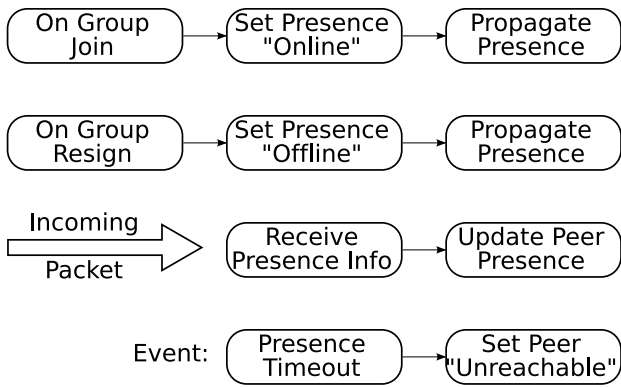 On Group
Join
Set Presence
"Online"
Propagate
Presence
On Group
Resign
Set Presence
"Offline"
Propagate
Presence
Incoming
Packet
Receive
Presence Info
Update Peer
Presence
Event:
Presence
Timeout
Set Peer
"Unreachable"